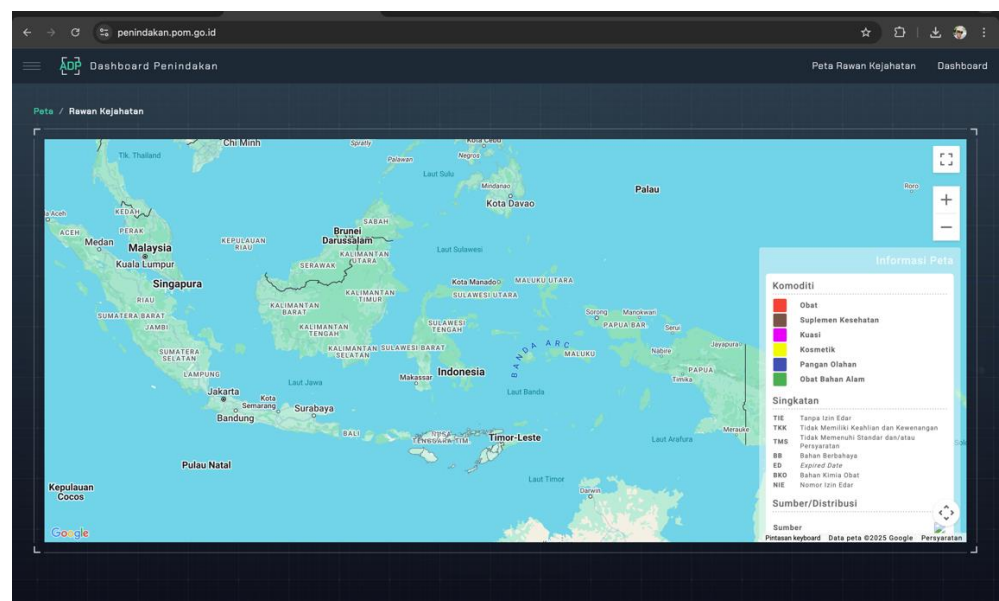 penindakan.pom.go.id
ADP Dashboard Penindakan
Peta Rawan Kejahatan
Dashboard
Peta / Rawan Kejahatan
Chi Minh
Spratly
Kota Cebu
Tlk. Thailand
Palawan
Negros
Laut Sulu
Mindanao
Kota Davao
Palau
Roro
KEDAH
ACEH
PERAK
Medan
Malaysia
Kuala Lumpur
KEPULAUAN
RIAU
SABAH
Brunei
Darussalam
KALIMANTAN
UTARA
SERAWAK
Laut Sulawesi
Singapura
RIAU
SUMATERA BARAT
JAMBI
KALIMANTAN
BARAT
KALIMANTAN
TIMUR
KALIMANTAN
TENGAH
Kota Manado
MALUKU UTARA
SULAWESI UTARA
SULAWESI
TENGAH
Sorong
Manokwari
PAPUA BAR.
Serui
SUMATERA
SELATAN
KALIMANTAN
SELATAN
SULAWESI BARAT
BANDA ARC
MALUKU
Nabire
Jayapura
LAMPUNG
Laut Jawa
Makassar
Indonesia
PAPUA
Timika
Jakarta
Kota
Semarang
Surabaya
Bandung
Laut Banda
BALI
Timor-Leste
Laut Arafura
Merauke
Pulau Natal
Kepulauan
Cocos
Laut Timor
Darwin
Google
Informasi Peta
Komoditi
Obat
Suplemen Kesehatan
Kuasi
Kosmetik
Pangan Olahan
Obat Bahan Alam
Singkatan
TIE Tanpa Izin Edar
TKK Tidak Memiliki Keahlian dan Kewenangan
TMS Tidak Memenuhi Standar dan/atau
Persyaratan
BB Bahan Berbahaya
ED Expired Date
BKO Bahan Kimia Obat
NIE Nomor Izin Edar
Sumber/Distribusi
Sumber
Pintasan keyboard
Data peta ©2025 Google
Persyaratan